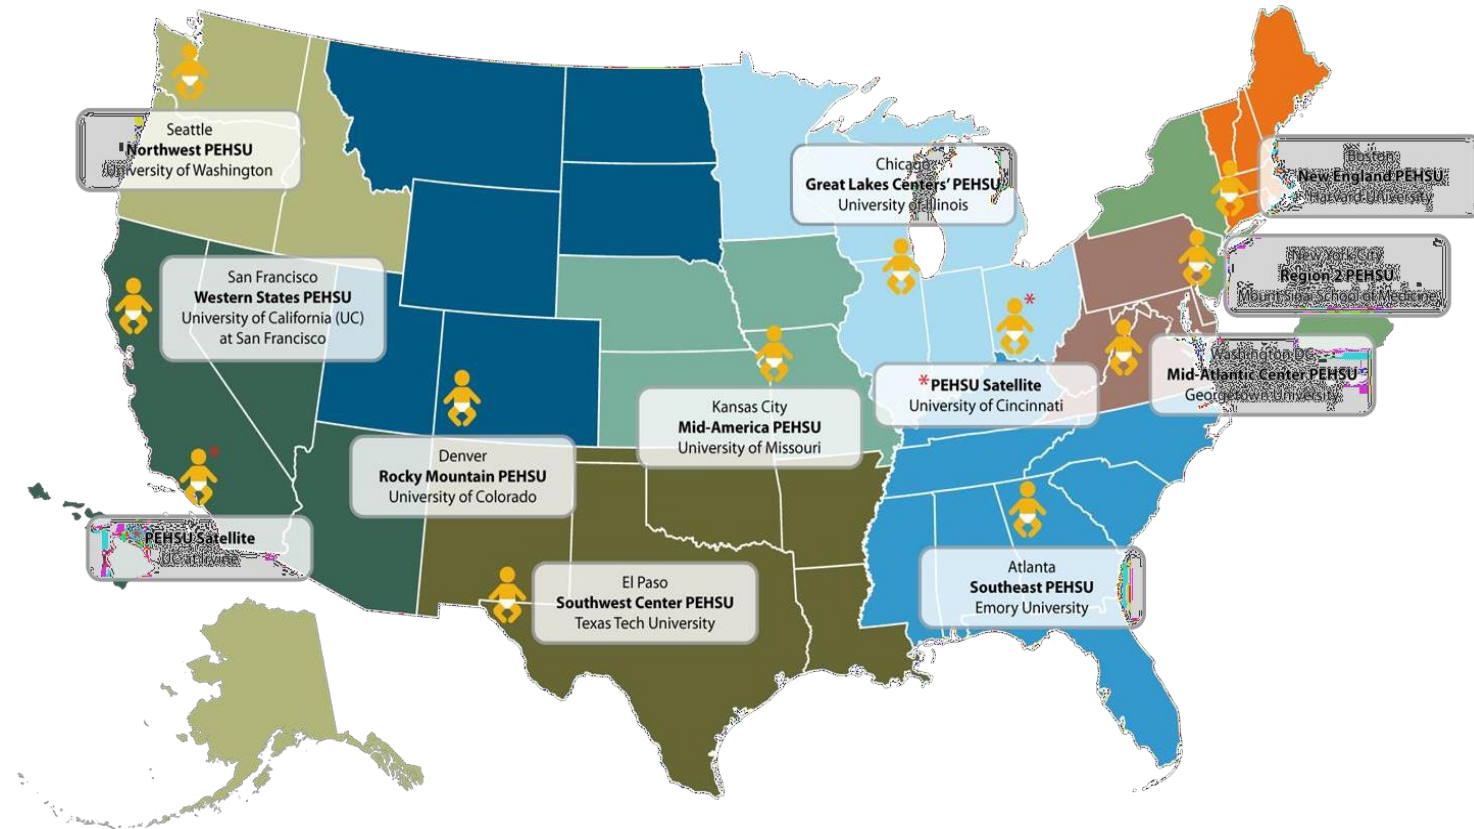 Seattle
Northwest PEHSU
University of Washington
Chicago
Great Lakes Centers' PEHSU
University of Illinois
Boston
New England PEHSU
Harvard University
New York City
Region 2 PEHSU
Mount Sinai School of Medicine
San Francisco
Western States PEHSU
University of California (UC)
at San Francisco
*
Washington DC
Mid-Atlantic Center PEHSU
Georgetown University
*PEHSU Satellite
University of Cincinnati
Kansas City
Mid-America PEHSU
University of Missouri
Denver
Rocky Mountain PEHSU
University of Colorado
*
PEHSU Satellite
UC at Irvine
Atlanta
Southeast PEHSU
Emory University
El Paso
Southwest Center PEHSU
Texas Tech University